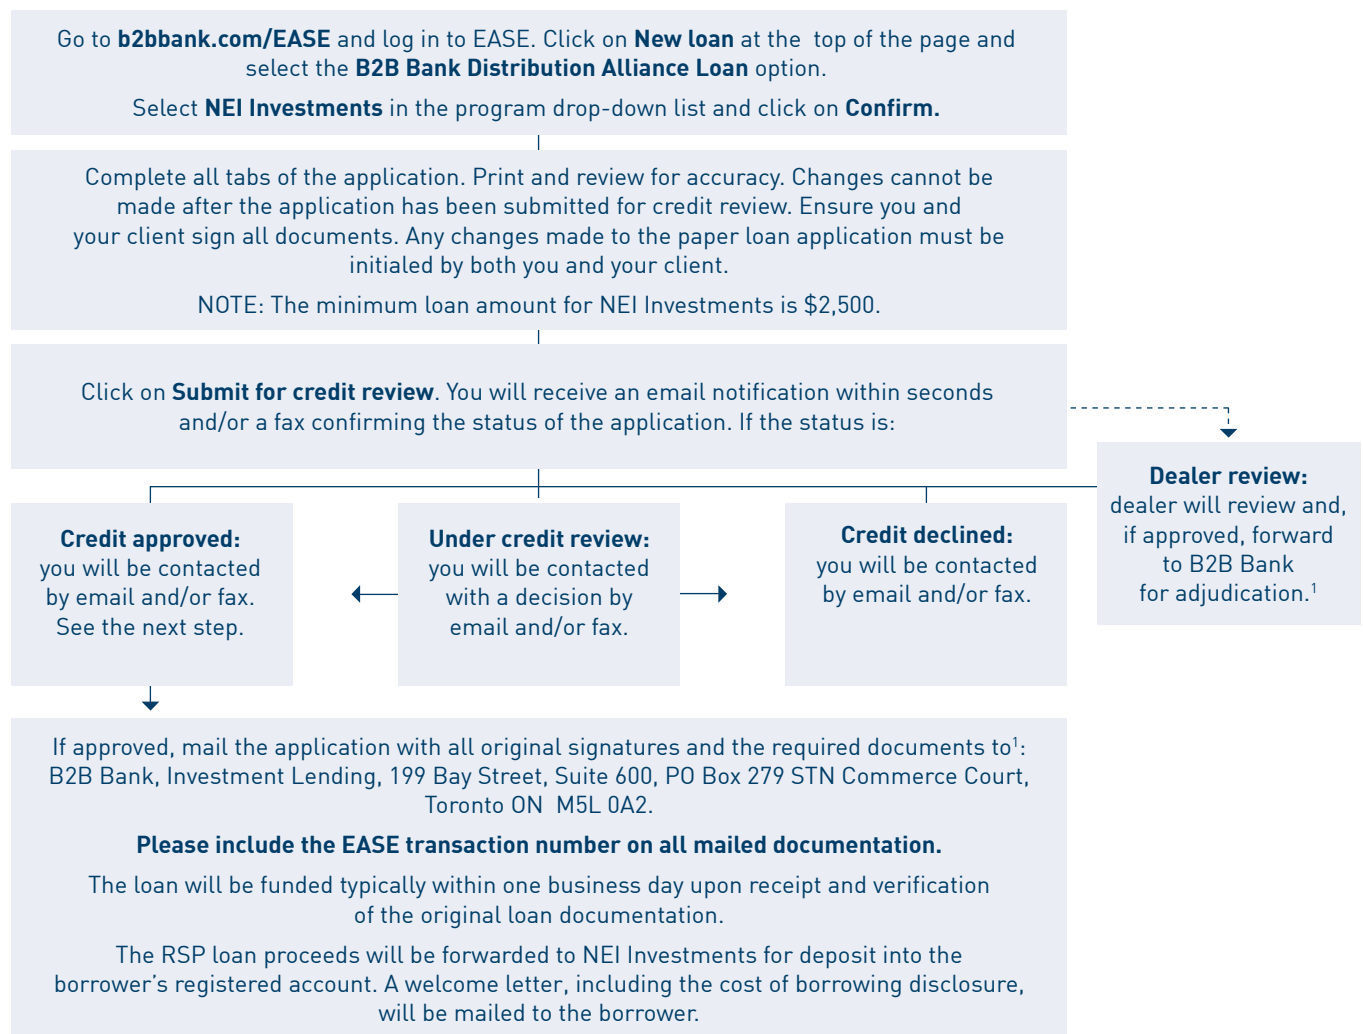 Go to b2bbank.com/EASE and log in to EASE. Click on New loan at the top of the page and
select the B2B Bank Distribution Alliance Loan option.
Select NEI Investments in the program drop-down list and click on Confirm.
Complete all tabs of the application. Print and review for accuracy. Changes cannot be
made after the application has been submitted for credit review. Ensure you and
your client sign all documents. Any changes made to the paper loan application must be
initialed by both you and your client.
NOTE: The minimum loan amount for NEI Investments is $2,500.
Click on Submit for credit review. You will receive an email notification within seconds
and/or a fax confirming the status of the application. If the status is:
Credit approved:
you will be contacted
by email and/or fax.
See the next step.
Under credit review:
you will be contacted
with a decision by
email and/or fax.
Credit declined:
you will be contacted
by email and/or fax.
Dealer review:
dealer will review and,
if approved, forward
to B2B Bank
for adjudication.¹
If approved, mail the application with all original signatures and the required documents to¹:
B2B Bank, Investment Lending, 199 Bay Street, Suite 600, PO Box 279 STN Commerce Court,
Toronto ON M5L 0A2.
Please include the EASE transaction number on all mailed documentation.
The loan will be funded typically within one business day upon receipt and verification
of the original loan documentation.
The RSP loan proceeds will be forwarded to NEI Investments for deposit into the
borrower's registered account. A welcome letter, including the cost of borrowing disclosure,
will be mailed to the borrower.